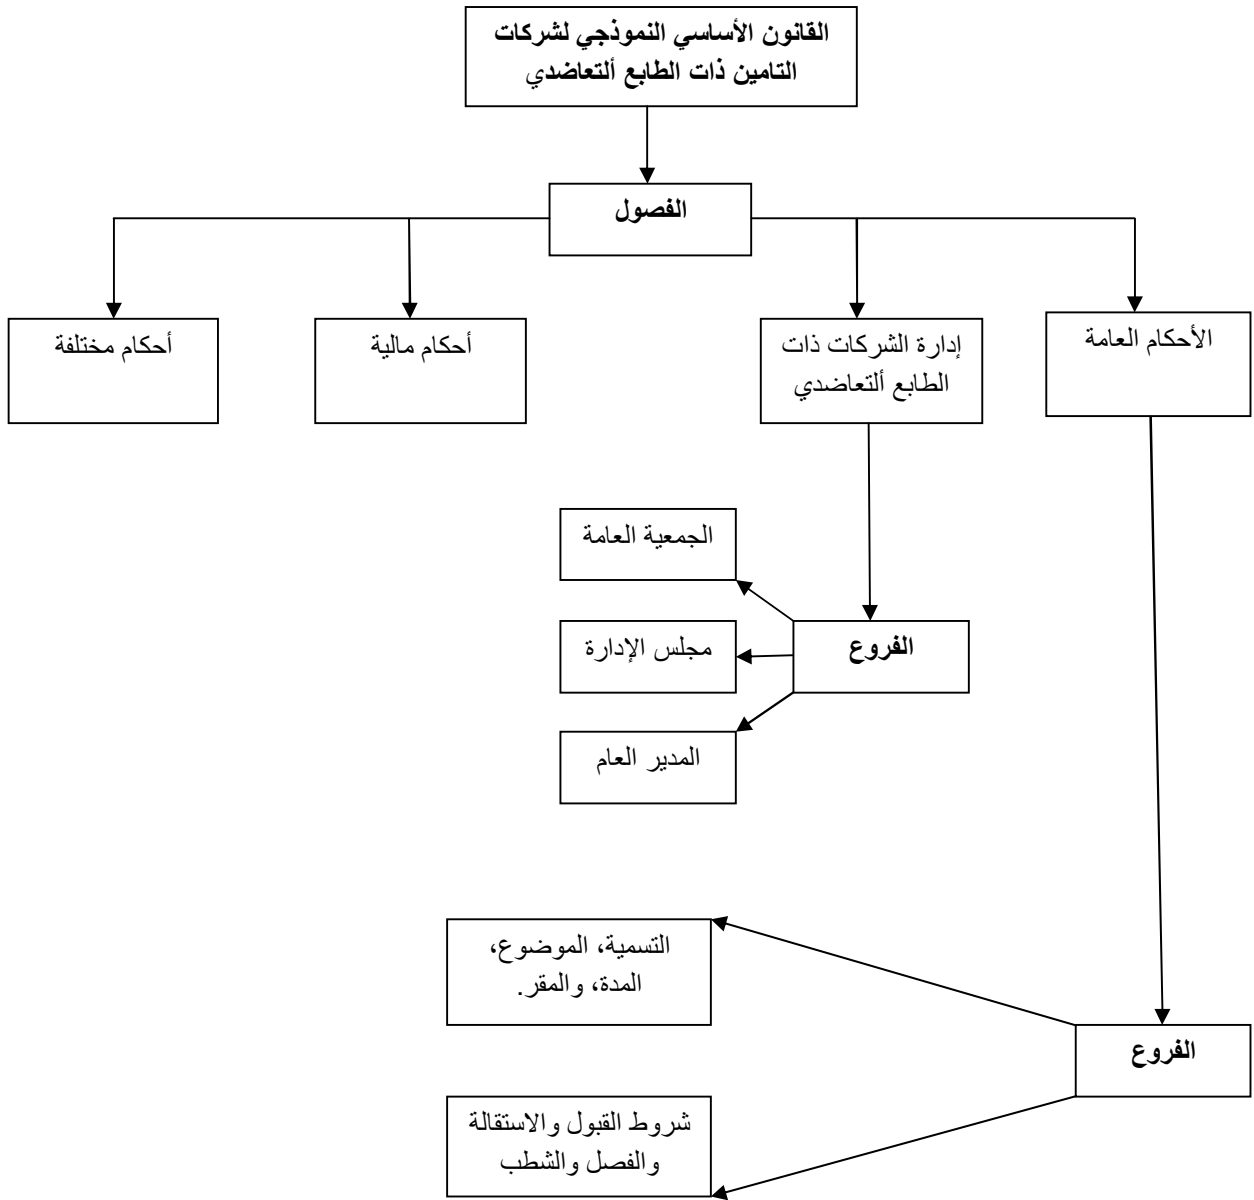 القانون الأساسي النموذجي لشركات
التامين ذات الطابع ألتعاضدي
الفصول
الأحكام العامة
إدارة الشركات ذات
الطابع ألتعاضدي
أحكام مالية
أحكام مختلفة
الجمعية العامة
الفروع
مجلس الإدارة
المدير العام
التسمية، الموضوع،
المدة، والمقر.
الفروع
شروط القبول والاستقالة
والفصل والشطب